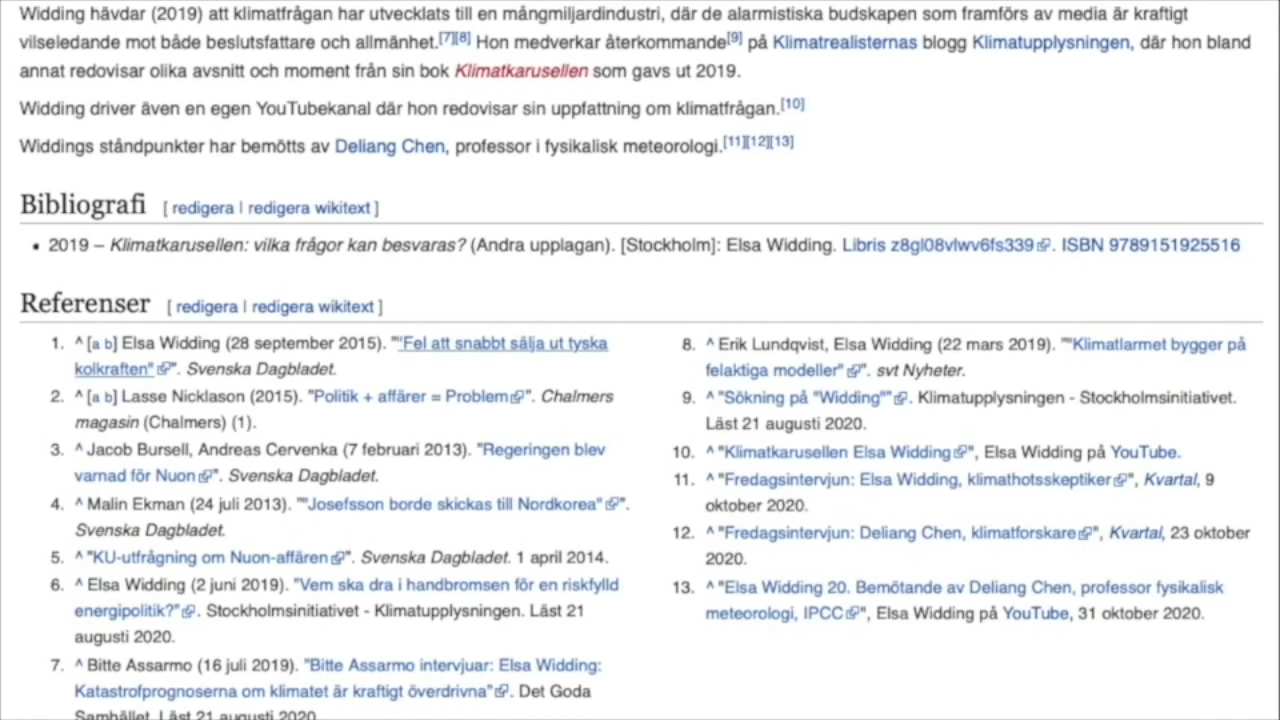 Widding hävdar (2019) att klimatfrågan har utvecklats till en mångmiljardindustri, där de alarmistiska budskapen som framförs av media är kraftigt
vilseledande mot både beslutsfattare och allmänhet.[7][8] Hon medverkar återkommande[9] på Klimatrealisternas blogg Klimatupplysningen, där hon bland
annat redovisar olika avsnitt och moment från sin bok Klimatkarusellen som gavs ut 2019.
Widding driver även en egen YouTubekanal där hon redovisar sin uppfattning om klimatfrågan.[10]
Widdings ståndpunkter har bemötts av Deliang Chen, professor i fysikalisk meteorologi.[11][12][13]
Bibliografi [ redigera | redigera wikitext ]
• 2019 – Klimatkarusellen: vilka frågor kan besvaras? (Andra upplagan). [Stockholm]: Elsa Widding. Libris z8gl08vlwv6fs339. ISBN 9789151925516
Referenser [ redigera | redigera wikitext ]
1. ^ [a b] Elsa Widding (28 september 2015). "'Fel att snabbt sälja ut tyska
kolkraften"". Svenska Dagbladet.
2. ^ [a b] Lasse Nicklason (2015). "Politik + affärer = Problem". Chalmers
magasin (Chalmers) (1).
3. ^ Jacob Bursell, Andreas Cervenka (7 februari 2013). "Regeringen blev
varnad för Nuon". Svenska Dagbladet.
4. ^ Malin Ekman (24 juli 2013). ""Josefsson borde skickas till Nordkorea"".
Svenska Dagbladet.
5. ^ "KU-utfrågning om Nuon-affären". Svenska Dagbladet. 1 april 2014.
6. ^ Elsa Widding (2 juni 2019). "Vem ska dra i handbromsen för en riskfylld
energipolitik?". Stockholmsinitiativet - Klimatupplysningen. Läst 21
augusti 2020.
7. ^ Bitte Assarmo (16 juli 2019). "Bitte Assarmo intervjuar: Elsa Widding:
Katastrofprognoserna om klimatet är kraftigt överdrivna". Det Goda
Samhället. Läst 21 augusti 2020.
8. ^ Erik Lundqvist, Elsa Widding (22 mars 2019). ""Klimatlarmet bygger på
felaktiga modeller"". svt Nyheter.
9. ^ "Sökning på "Widding"". Klimatupplysningen - Stockholmsinitiativet.
Läst 21 augusti 2020.
10. ^ "Klimatkarusellen Elsa Widding", Elsa Widding på YouTube.
11. ^ "Fredagsintervjun: Elsa Widding, klimathotsskeptiker", Kvartal, 9
oktober 2020.
12. ^ "Fredagsintervjun: Deliang Chen, klimatforskare", Kvartal, 23 oktober
2020.
13. ^ "Elsa Widding 20. Bemötande av Deliang Chen, professor fysikalisk
meteorologi, IPCC", Elsa Widding på YouTube, 31 oktober 2020.